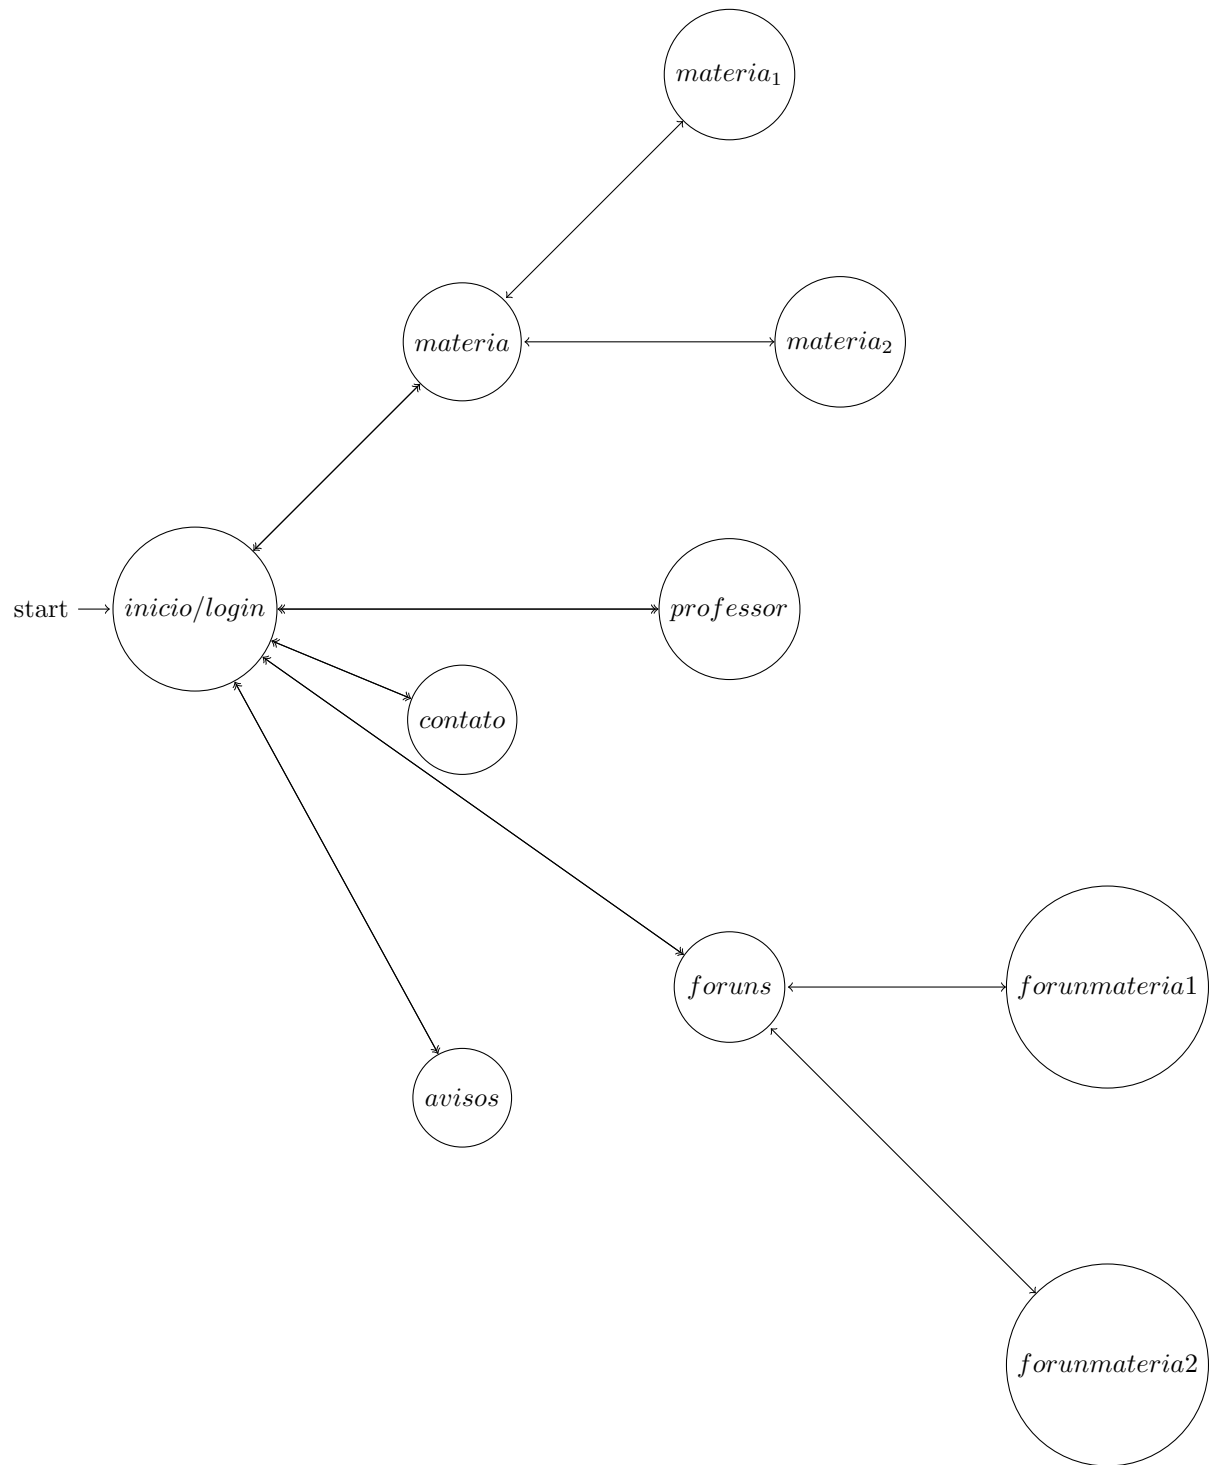 materia₁
materia
materia₂
start
inicio/login
professor
contato
foruns
forunmateria1
avisos
forunmateria2